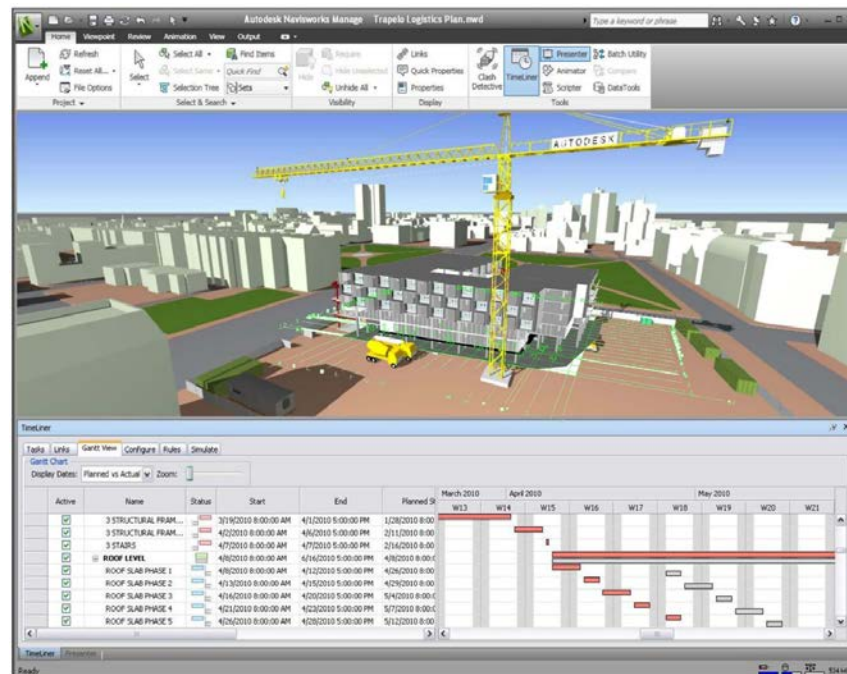 Autodesk Navisworks Manage Trapelo Logistics Plan.nwd
Type a keyword or phrase
Home Viewpoint Review Animation View Output
Append
Refresh
Reset All...
File Options
Project
Select
Select All
Select Same
Selection Tree
Find Items
Quick Find
Sets
Select & Search
Hide
Require
Hide Unselected
Unhide All
Visibility
Links
Quick Properties
Properties
Display
Clash Detective
TimeLiner
Presenter
Animator
Scripter
Batch Utility
Compare
DataTools
Tools
AUTODESK
TimeLiner
Tasks Links Gantt View Configure Rules Simulate
Gantt Chart
Display Dates: Planned vs Actual Zoom:
Active Name Status Start End Planned St
March 2010 April 2010 May 2010
W13 W14 W15 W16 W17 W18 W19 W20 W21
3 STRUCTURAL FRAM... 3/19/2010 8:00:00 AM 4/1/2010 5:00:00 PM 1/28/2010 8:00
3 STRUCTURAL FRAM... 4/2/2010 8:00:00 AM 4/6/2010 5:00:00 PM 2/11/2010 8:00
3 STAIRS 4/7/2010 8:00:00 AM 4/7/2010 5:00:00 PM 2/16/2010 8:00
ROOF LEVEL 4/8/2010 8:00:00 AM 6/16/2010 5:00:00 PM 4/8/2010 8:00
ROOF SLAB PHASE 1 4/8/2010 8:00:00 AM 4/12/2010 5:00:00 PM 4/26/2010 8:00
ROOF SLAB PHASE 2 4/13/2010 8:00:00 AM 4/15/2010 5:00:00 PM 4/29/2010 8:00
ROOF SLAB PHASE 3 4/16/2010 8:00:00 AM 4/20/2010 5:00:00 PM 5/4/2010 8:00:
ROOF SLAB PHASE 4 4/21/2010 8:00:00 AM 4/23/2010 5:00:00 PM 5/7/2010 8:00:
ROOF SLAB PHASE 5 4/26/2010 8:00:00 AM 4/28/2010 5:00:00 PM 5/12/2010 8:00
TimeLiner Presenter
Ready